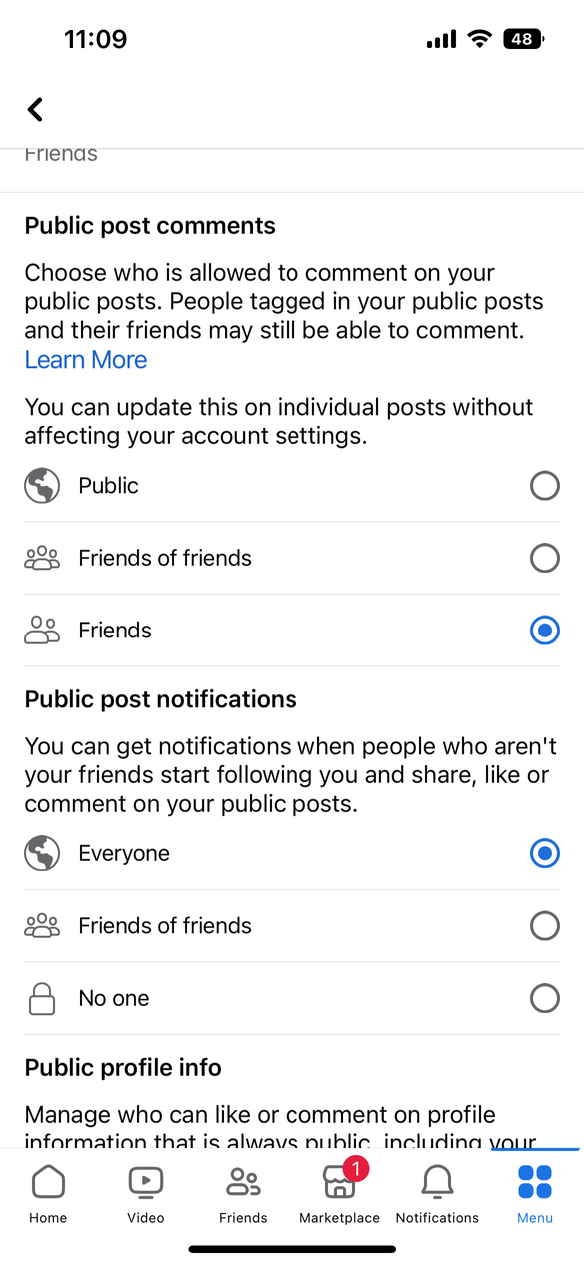 11:09
48
Friends
Public post comments
Choose who is allowed to comment on your
public posts. People tagged in your public posts
and their friends may still be able to comment.
Learn More
You can update this on individual posts without
affecting your account settings.
Public
Friends of friends
Friends
Public post notifications
You can get notifications when people who aren't
your friends start following you and share, like or
comment on your public posts.
Everyone
Friends of friends
No one
Public profile info
Manage who can like or comment on profile
information that is always public, including your
1
Home
Video
Friends
Marketplace
Notifications
Menu